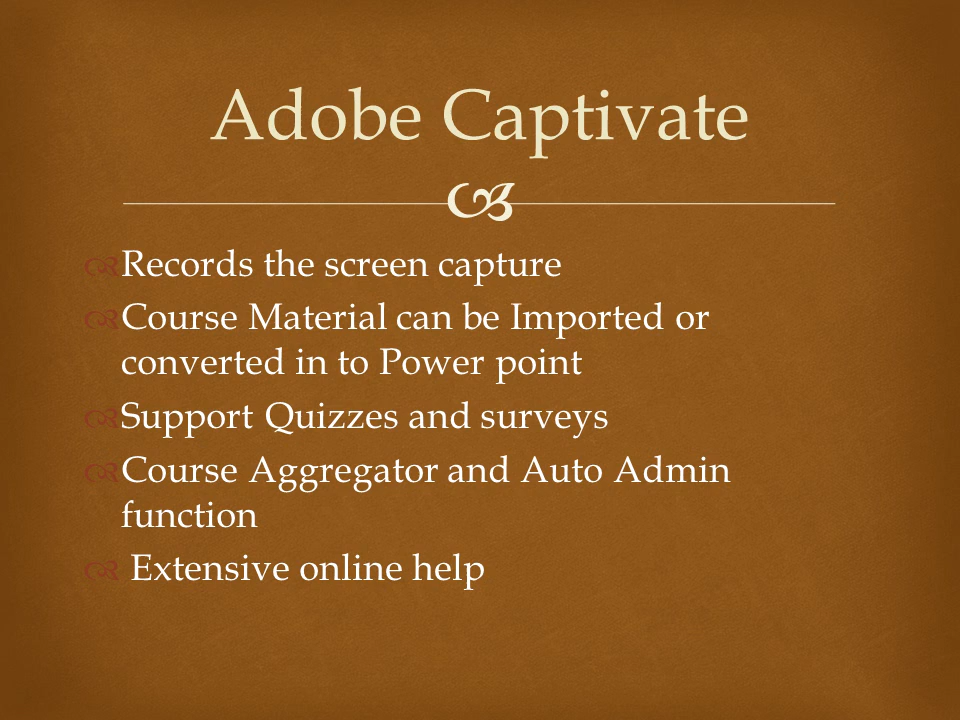 Adobe Captivate
Records the screen capture
Course Material can be Imported or
converted in to Power point
Support Quizzes and surveys
Course Aggregator and Auto Admin
function
Extensive online help